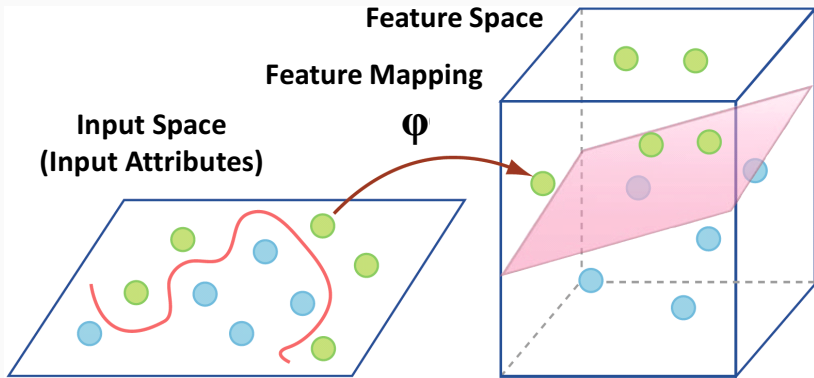 Feature Space
Feature Mapping
φ
Input Space
(Input Attributes)